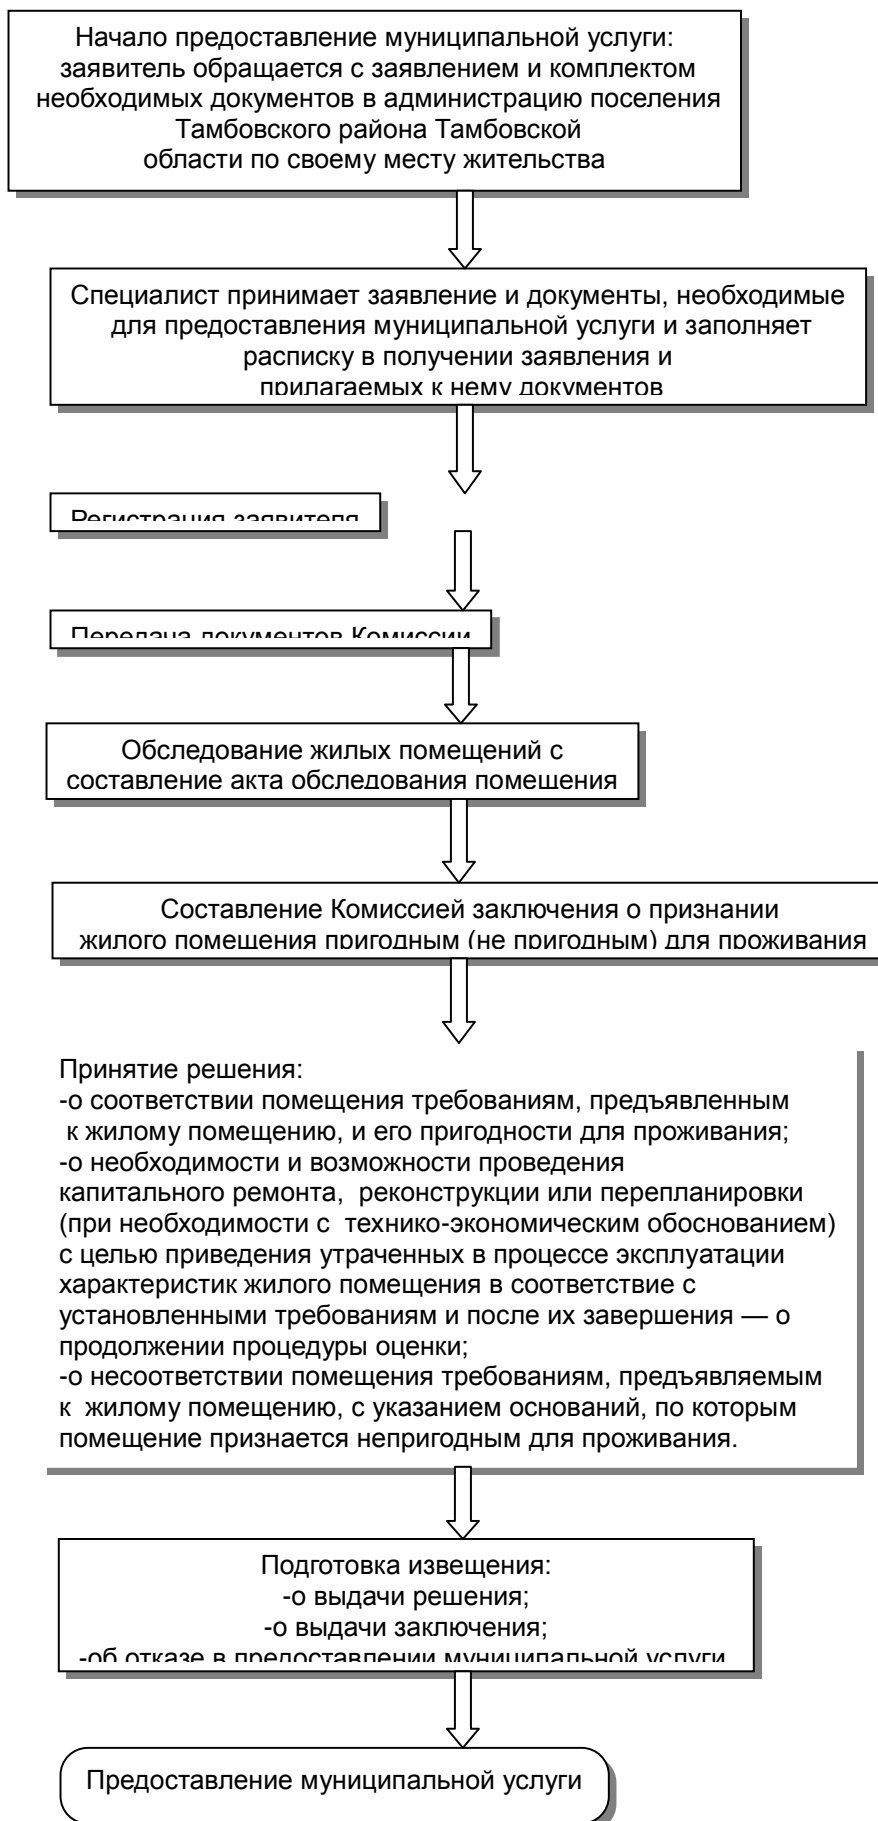 Начало предоставление муниципальной услуги:
заявитель обращается с заявлением и комплектом
необходимых документов в администрацию поселения
Тамбовского района Тамбовской
области по своему месту жительства
Специалист принимает заявление и документы, необходимые
для предоставления муниципальной услуги и заполняет
расписку в получении заявления и
прилагаемых к нему документов
Регистрация заявителя
Передача документов Комиссии
Обследование жилых помещений с
составление акта обследования помещения
Составление Комиссией заключения о признании
жилого помещения пригодным (не пригодным) для проживания
Принятие решения:
-о соответствии помещения требованиям, предъявленным
к жилому помещению, и его пригодности для проживания;
-о необходимости и возможности проведения
капитального ремонта, реконструкции или перепланировки
(при необходимости с технико-экономическим обоснованием)
с целью приведения утраченных в процессе эксплуатации
характеристик жилого помещения в соответствие с
установленными требованиям и после их завершения — о
продолжении процедуры оценки;
-о несоответствии помещения требованиям, предъявляемым
к жилому помещению, с указанием оснований, по которым
помещение признается непригодным для проживания.
Подготовка извещения:
-о выдачи решения;
-о выдачи заключения;
-об отказе в предоставлении муниципальной услуги
Предоставление муниципальной услуги